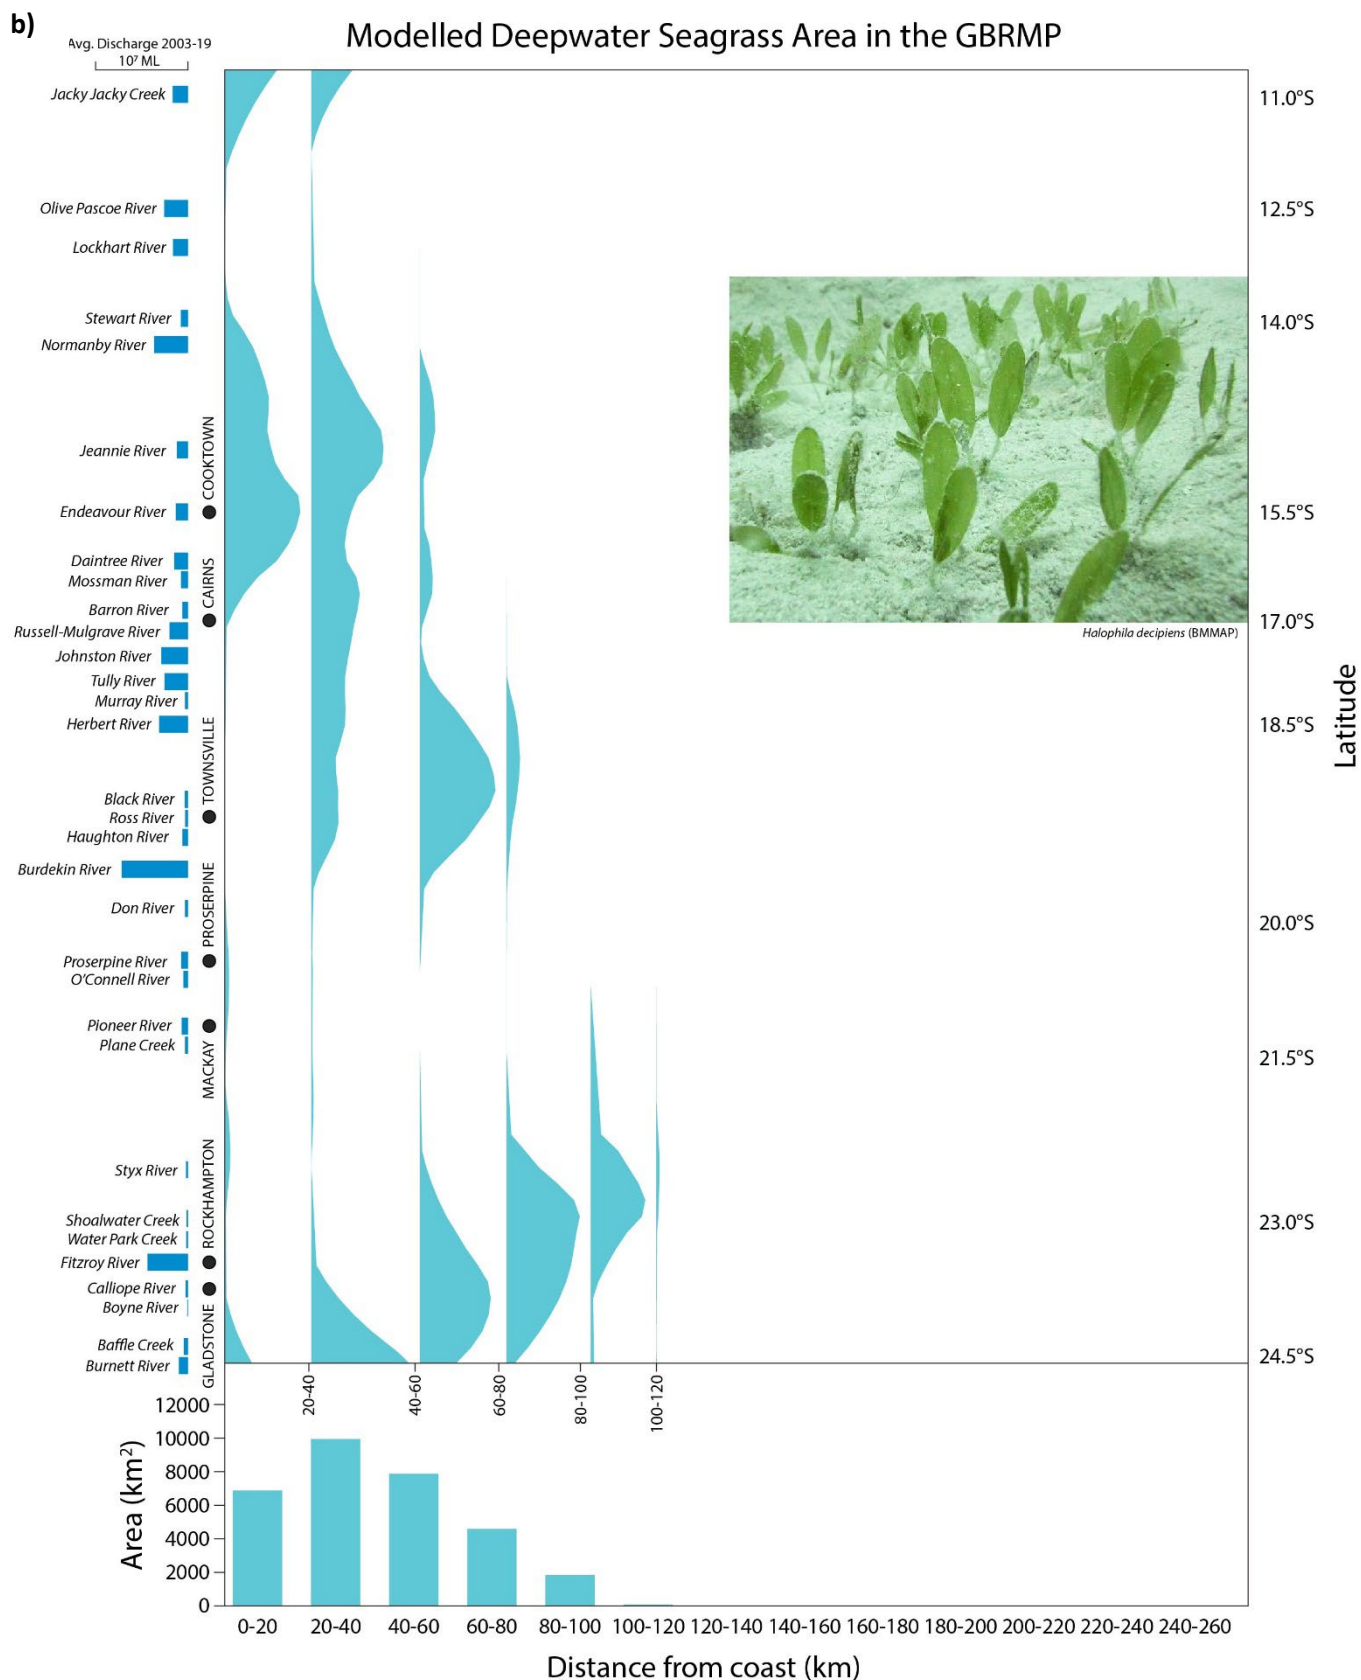 b)
Modelled Deepwater Seagrass Area in the GBRMP
Avg. Discharge 2003-19
10⁷ ML
Jacky Jacky Creek
Olive Pascoe River
Lockhart River
Stewart River
Normanby River
Jeannie River
Endeavour River
Daintree River
Mossman River
Barron River
Russell-Mulgrave River
Johnston River
Tully River
Murray River
Herbert River
Black River
Ross River
Haughton River
Burdekin River
Don River
Proserpine River
O'Connell River
Pioneer River
Plane Creek
Styx River
Shoalwater Creek
Water Park Creek
Fitzroy River
Calliope River
Boyne River
Baffle Creek
Burnett River
COOKTOWN
CAIRNS
TOWNSVILLE
PROSERPINE
MACKAY
ROCKHAMPTON
GLADSTONE
11.0°S
12.5°S
14.0°S
15.5°S
17.0°S
18.5°S
20.0°S
21.5°S
23.0°S
24.5°S
Latitude
Halophila decipiens (BMMAP)
20-40
40-60
60-80
80-100
100-120
12000
10000
8000
6000
4000
2000
0
Area (km²)
0-20 20-40 40-60 60-80 80-100 100-120 120-140 140-160 160-180 180-200 200-220 220-240 240-260
Distance from coast (km)